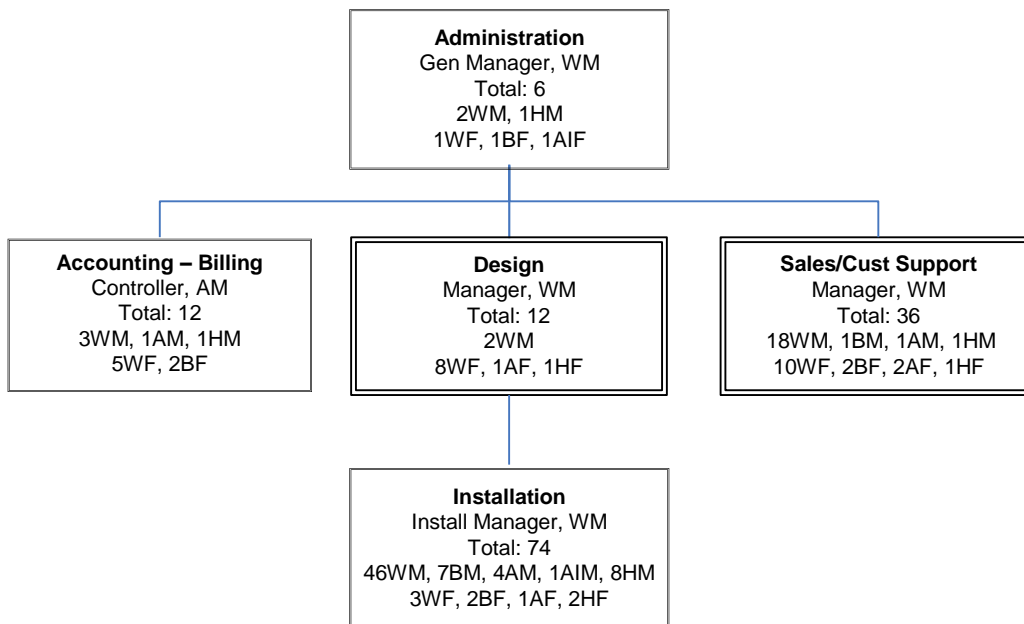 Administration
Gen Manager, WM
Total: 6
2WM, 1HM
1WF, 1BF, 1AIF
Accounting – Billing
Controller, AM
Total: 12
3WM, 1AM, 1HM
5WF, 2BF
Design
Manager, WM
Total: 12
2WM
8WF, 1AF, 1HF
Sales/Cust Support
Manager, WM
Total: 36
18WM, 1BM, 1AM, 1HM
10WF, 2BF, 2AF, 1HF
Installation
Install Manager, WM
Total: 74
46WM, 7BM, 4AM, 1AIM, 8HM
3WF, 2BF, 1AF, 2HF